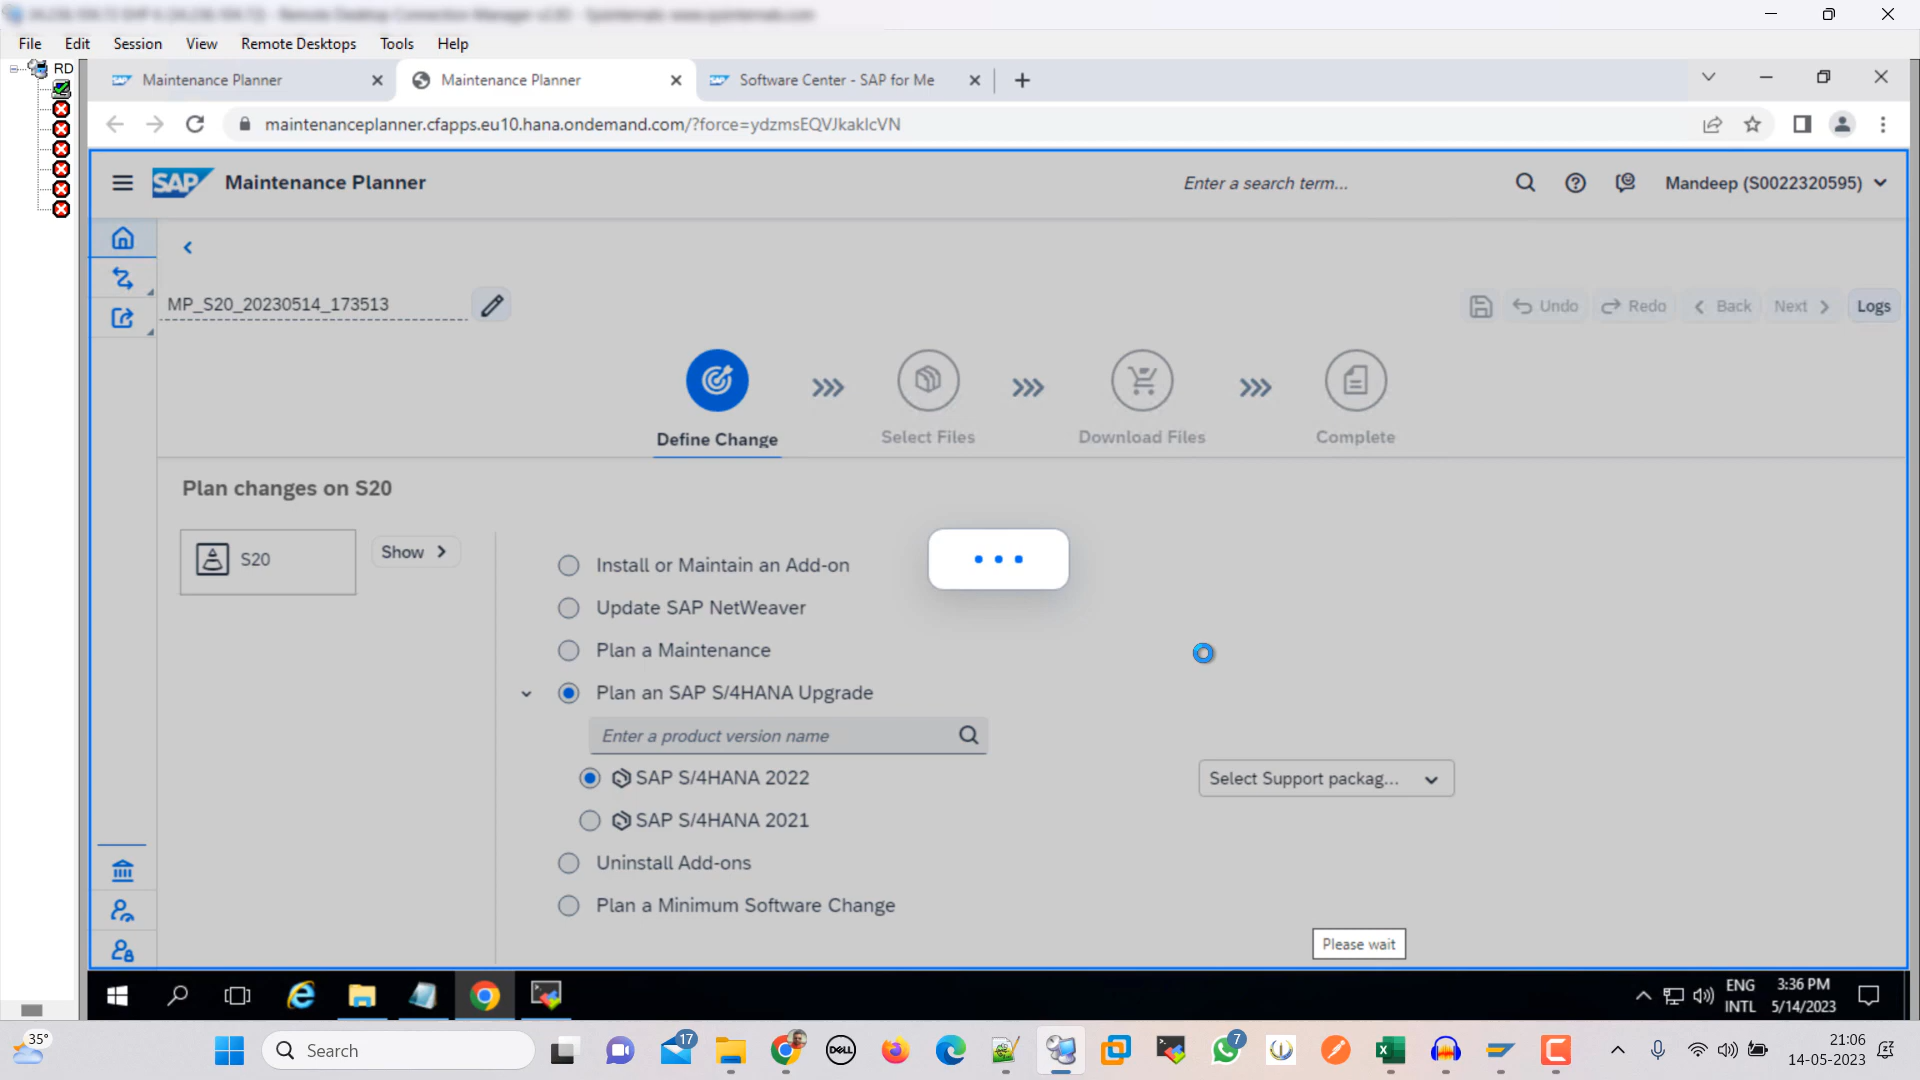 File Edit Session View Remote Desktops Tools Help
RD
Maintenance Planner
Maintenance Planner
Software Center - SAP for Me
maintenanceplanner.cfapps.eu10.hana.ondemand.com/?force=ydzmsEQVJkakIcVN
SAP Maintenance Planner
Enter a search term...
Mandeep (S0022320595)
MP_S20_20230514_173513
Undo Redo Back Next Logs
Define Change
Select Files
Download Files
Complete
Plan changes on S20
S20
Show
Install or Maintain an Add-on
Update SAP NetWeaver
Plan a Maintenance
Plan an SAP S/4HANA Upgrade
Enter a product version name
SAP S/4HANA 2022
Select Support packag...
SAP S/4HANA 2021
Uninstall Add-ons
Plan a Minimum Software Change
Please wait
ENG
INTL
3:36 PM
5/14/2023
35°
Search
DELL
17
7
21:06
14-05-2023